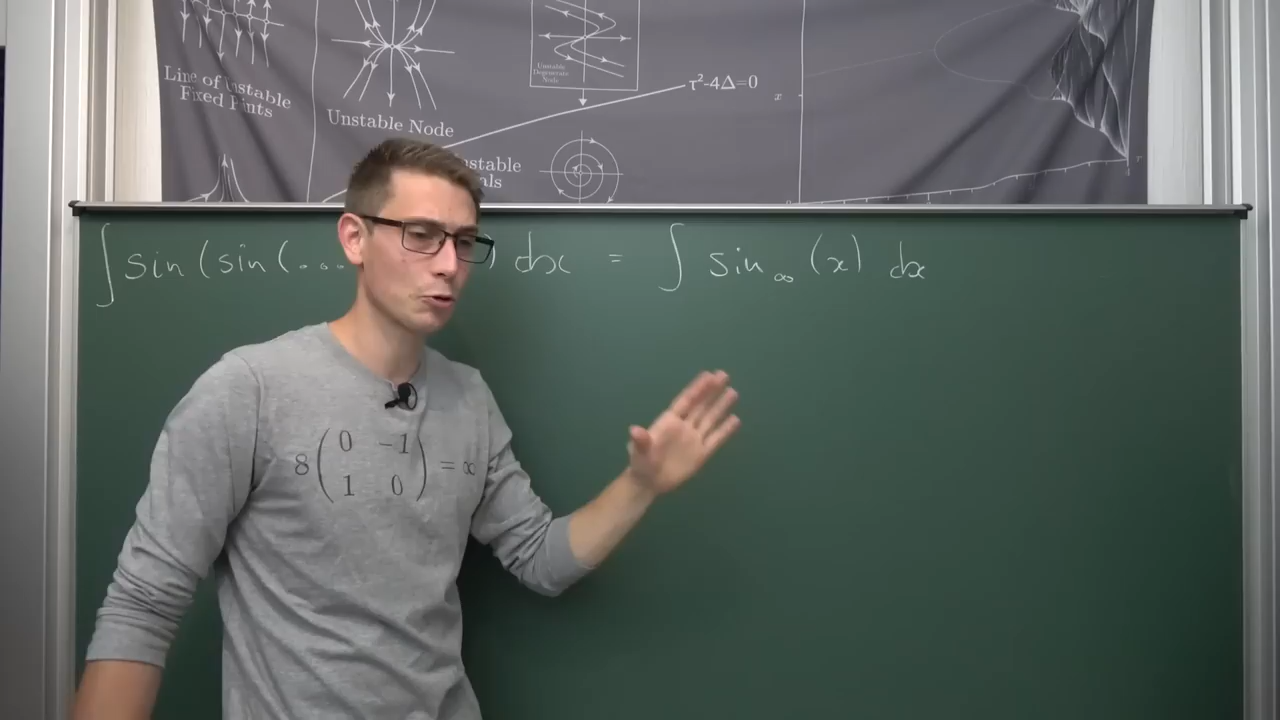 Line of Unstable
Fixed Pints
Unstable Node
Unstable
Degenerate
Node
τ²-4Δ=0
x
∫ sin (sin (... ) dx = ∫ sin∞ (x) dx
8 ( 0 -1
1 0 ) = ∞